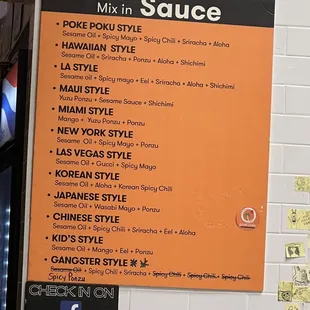 Mix in Sauce
• POKE POKU STYLE
Sesame Oil + Spicy Mayo + Spicy Chili + Sriracha + Aloha
• HAWAIIAN STYLE
Sesame Oil + Sriracha + Ponzu + Aloha + Shichimi
• LA STYLE
Sesame oil + Spicy mayo + Eel + Sriracha + Aloha + Shichimi
• MAUI STYLE
Yuzu Ponzu + Sesame Sauce + Shichimi
• MIAMI STYLE
Mango + Yuzu Ponzu + Ponzu
• NEW YORK STYLE
Sesame Oil + Spicy Mayo + Ponzu
• LAS VEGAS STYLE
Sesame Oil + Gucci + Spicy Mayo
• KOREAN STYLE
Sesame Oil + Aloha + Korean Spicy Chili
• JAPANESE STYLE
Sesame Oil + Wasabi Mayo + Ponzu
• CHINESE STYLE
Sesame Oil + Spicy Chili + Sriracha + Eel + Aloha
• KID'S STYLE
Sesame Oil + Mango + Eel + Ponzu
• GANGSTER STYLE
Sesame Oil + Spicy Chili + Sriracha + Spicy Chili + Spicy Chili + Spicy Chili
Spicy Ponzu
CHECK IN ON